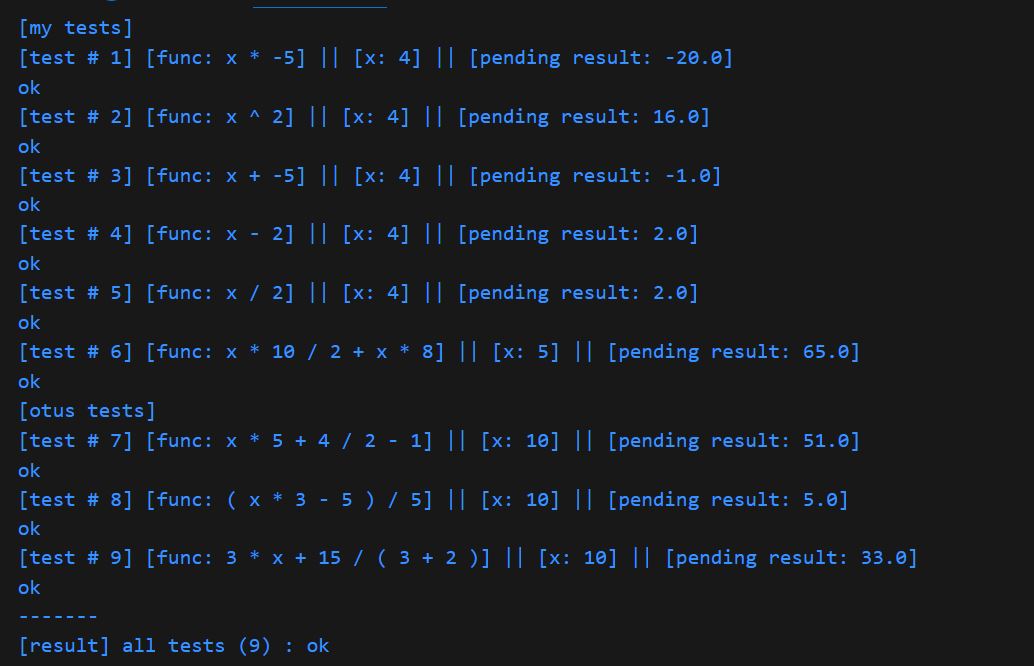 [my tests]
[test # 1] [func: x * -5] || [x: 4] || [pending result: -20.0]
ok
[test # 2] [func: x ^ 2] || [x: 4] || [pending result: 16.0]
ok
[test # 3] [func: x + -5] || [x: 4] || [pending result: -1.0]
ok
[test # 4] [func: x - 2] || [x: 4] || [pending result: 2.0]
ok
[test # 5] [func: x / 2] || [x: 4] || [pending result: 2.0]
ok
[test # 6] [func: x * 10 / 2 + x * 8] || [x: 5] || [pending result: 65.0]
ok
[otus tests]
[test # 7] [func: x * 5 + 4 / 2 - 1] || [x: 10] || [pending result: 51.0]
ok
[test # 8] [func: ( x * 3 - 5 ) / 5] || [x: 10] || [pending result: 5.0]
ok
[test # 9] [func: 3 * x + 15 / ( 3 + 2 )] || [x: 10] || [pending result: 33.0]
ok
-------
[result] all tests (9) : ok